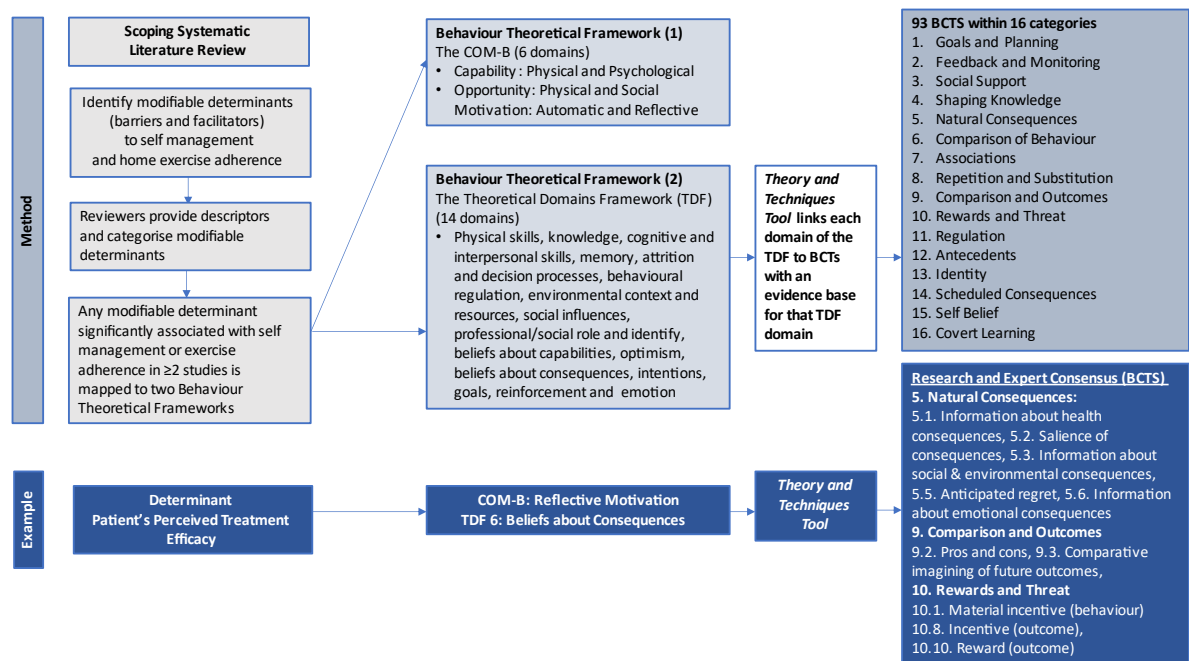 Method
Scoping Systematic
Literature Review
Identify modifiable determinants
(barriers and facilitators)
to self management
and home exercise adherence
Reviewers provide descriptors
and categorise modifiable
determinants
Any modifiable determinant
significantly associated with self
management or exercise
adherence in ≥2 studies is
mapped to two Behaviour
Theoretical Frameworks
Behaviour Theoretical Framework (1)
The COM-B (6 domains)
• Capability : Physical and Psychological
• Opportunity: Physical and Social
Motivation: Automatic and Reflective
Behaviour Theoretical Framework (2)
The Theoretical Domains Framework (TDF)
(14 domains)
• Physical skills, knowledge, cognitive and
interpersonal skills, memory, attrition
and decision processes, behavioural
regulation, environmental context and
resources, social influences,
professional/social role and identify,
beliefs about capabilities, optimism,
beliefs about consequences, intentions,
goals, reinforcement and emotion
Theory and
Techniques
Tool links each
domain of the
TDF to BCTs
with an
evidence base
for that TDF
domain
93 BCTS within 16 categories
1. Goals and Planning
2. Feedback and Monitoring
3. Social Support
4. Shaping Knowledge
5. Natural Consequences
6. Comparison of Behaviour
7. Associations
8. Repetition and Substitution
9. Comparison and Outcomes
10. Rewards and Threat
11. Regulation
12. Antecedents
13. Identity
14. Scheduled Consequences
15. Self Belief
16. Covert Learning
Example
Determinant
Patient's Perceived Treatment
Efficacy
COM-B: Reflective Motivation
TDF 6: Beliefs about Consequences
Theory and
Techniques
Tool
Research and Expert Consensus (BCTS)
5. Natural Consequences:
5.1. Information about health
consequences, 5.2. Salience of
consequences, 5.3. Information about
social & environmental consequences,
5.5. Anticipated regret, 5.6. Information
about emotional consequences
9. Comparison and Outcomes
9.2. Pros and cons, 9.3. Comparative
imagining of future outcomes,
10. Rewards and Threat
10.1. Material incentive (behaviour)
10.8. Incentive (outcome),
10.10. Reward (outcome)